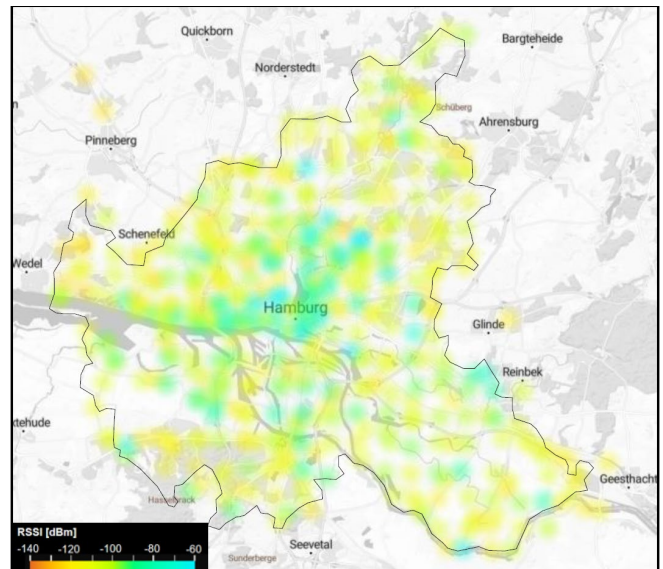 Quickborn
Bargteheide
Norderstedt
Schüberg
Ahrensburg
Pinneberg
Schenefeld
Wedel
Hamburg
Glinde
Reinbek
xtehude
Geesthacht
Seevetal
Sunderberge
RSSI [dBm]
-140 -120 -100 -80 -60